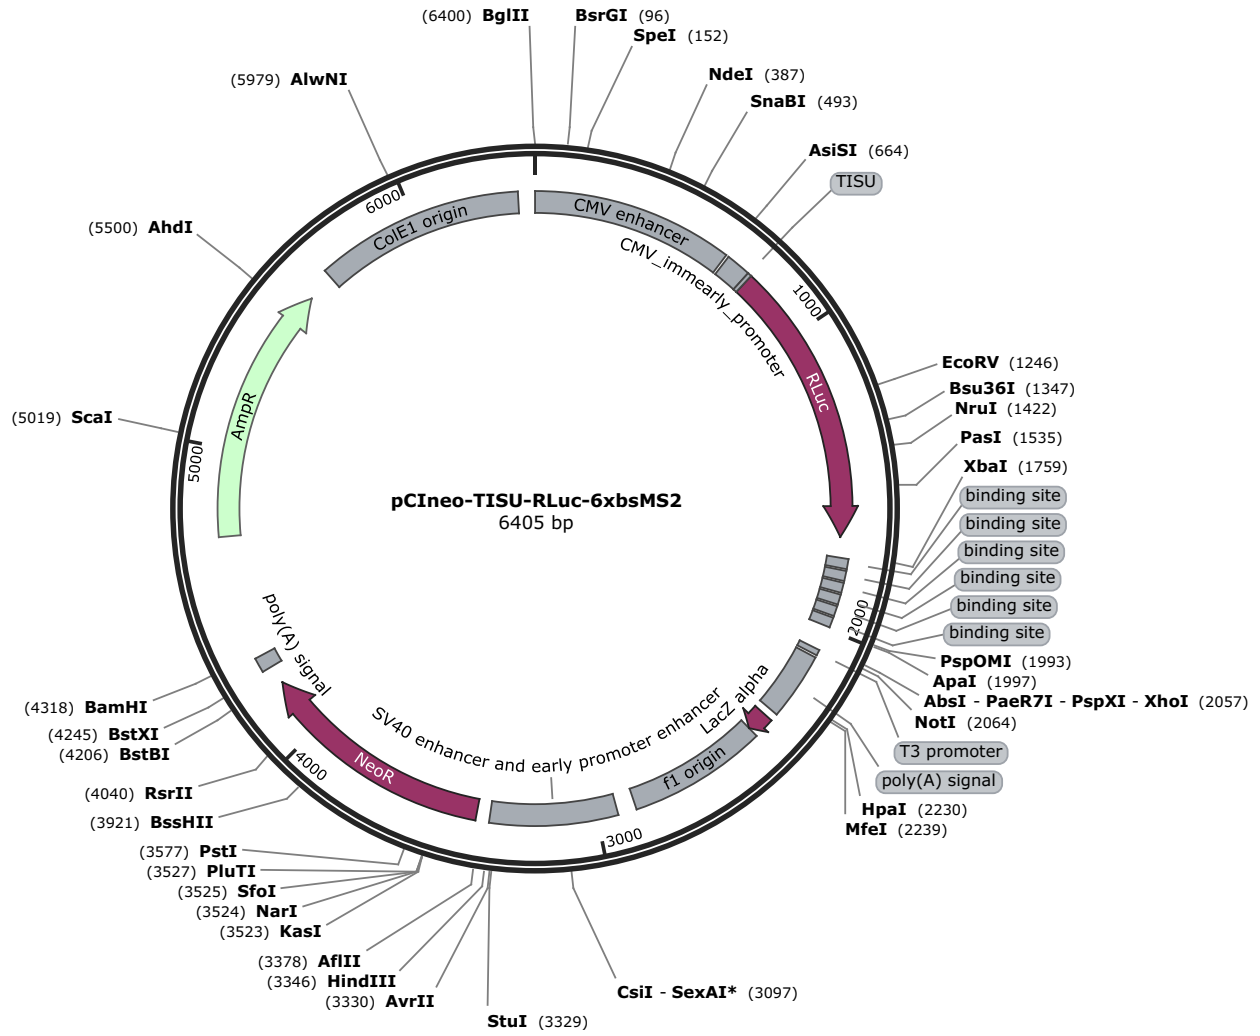 (6400) BglII
BsrGI (96)
SpeI (152)
NdeI (387)
SnaBI (493)
AsiSI (664)
TISU
EcoRV (1246)
Bsu36I (1347)
NruI (1422)
PasI (1535)
XbaI (1759)
binding site
binding site
binding site
binding site
binding site
binding site
PspOMI (1993)
ApaI (1997)
AbsI - PaeR7I - PspXI - XhoI (2057)
NotI (2064)
T3 promoter
poly(A) signal
HpaI (2230)
MfeI (2239)
CsiI - SexAI* (3097)
StuI (3329)
(3330) AvrII
(3346) HindIII
(3378) AflII
(3523) KasI
(3524) NarI
(3525) SfoI
(3527) PluTI
(3577) PstI
(3921) BssHII
(4040) RsrII
(4206) BstBI
(4245) BstXI
(4318) BamHI
(5019) ScaI
(5500) AhdI
(5979) AlwNI
1000
2000
3000
4000
5000
6000
CMV enhancer
CMV_immearly_promoter
RLuc
LacZ alpha
f1 origin
SV40 enhancer and early promoter enhancer
NeoR
poly(A) signal
AmpR
ColE1 origin
pCIneo-TISU-RLuc-6xbsMS2
6405 bp